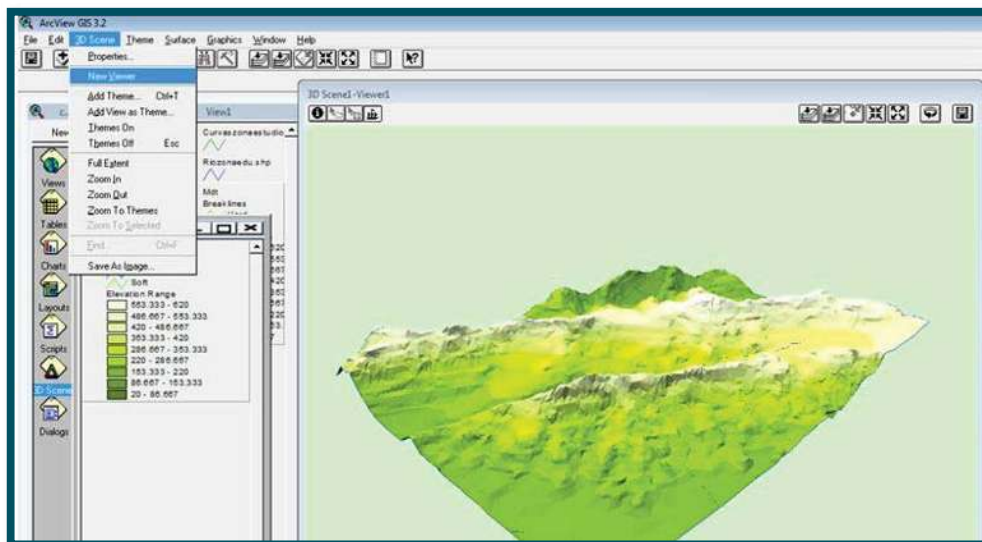 ArcView GIS 3.2
File Edit 3D Scene Theme Surface Graphics Window Help
Properties...
New Viewer
Add Theme... Ctrl+T
Add View as Theme...
Themes On
Themes Off Esc
Full Extent
Zoom In
Zoom Out
Zoom To Themes
Zoom To Selected
Find... Ctrl+F
Save As Image...
New
Views
Tables
Charts
Layouts
Scripts
3D Scene
Dialogs
View1
Curvaszoneestudio
Riozonaedu.shp
Mdt
Breaklines
Soft
Elevation Range
553.333 - 620
486.667 - 553.333
420 - 486.667
353.333 - 420
286.667 - 353.333
220 - 286.667
153.333 - 220
86.667 - 153.333
20 - 86.667
3D Scene1 - Viewer1